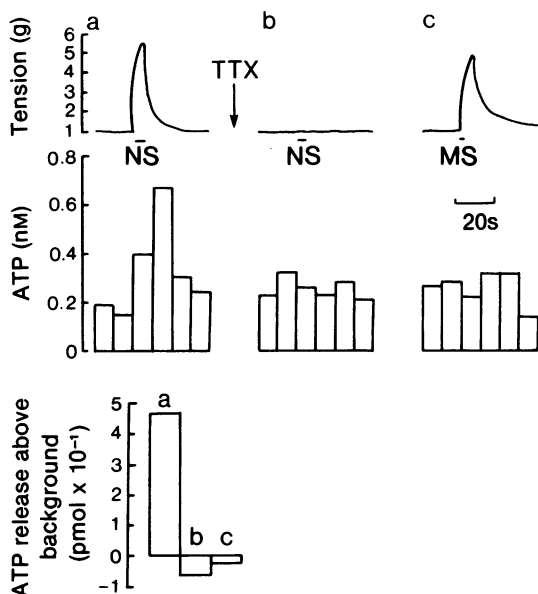 a
b
c
Tension (g)
6
5
4
3
2
1
TTX
NS
NS
MS
20s
ATP (nM)
0.8
0.6
0.4
0.2
0
ATP release above
background
(pmol x 10⁻¹)
5
4
3
2
1
0
−1
a
b
c